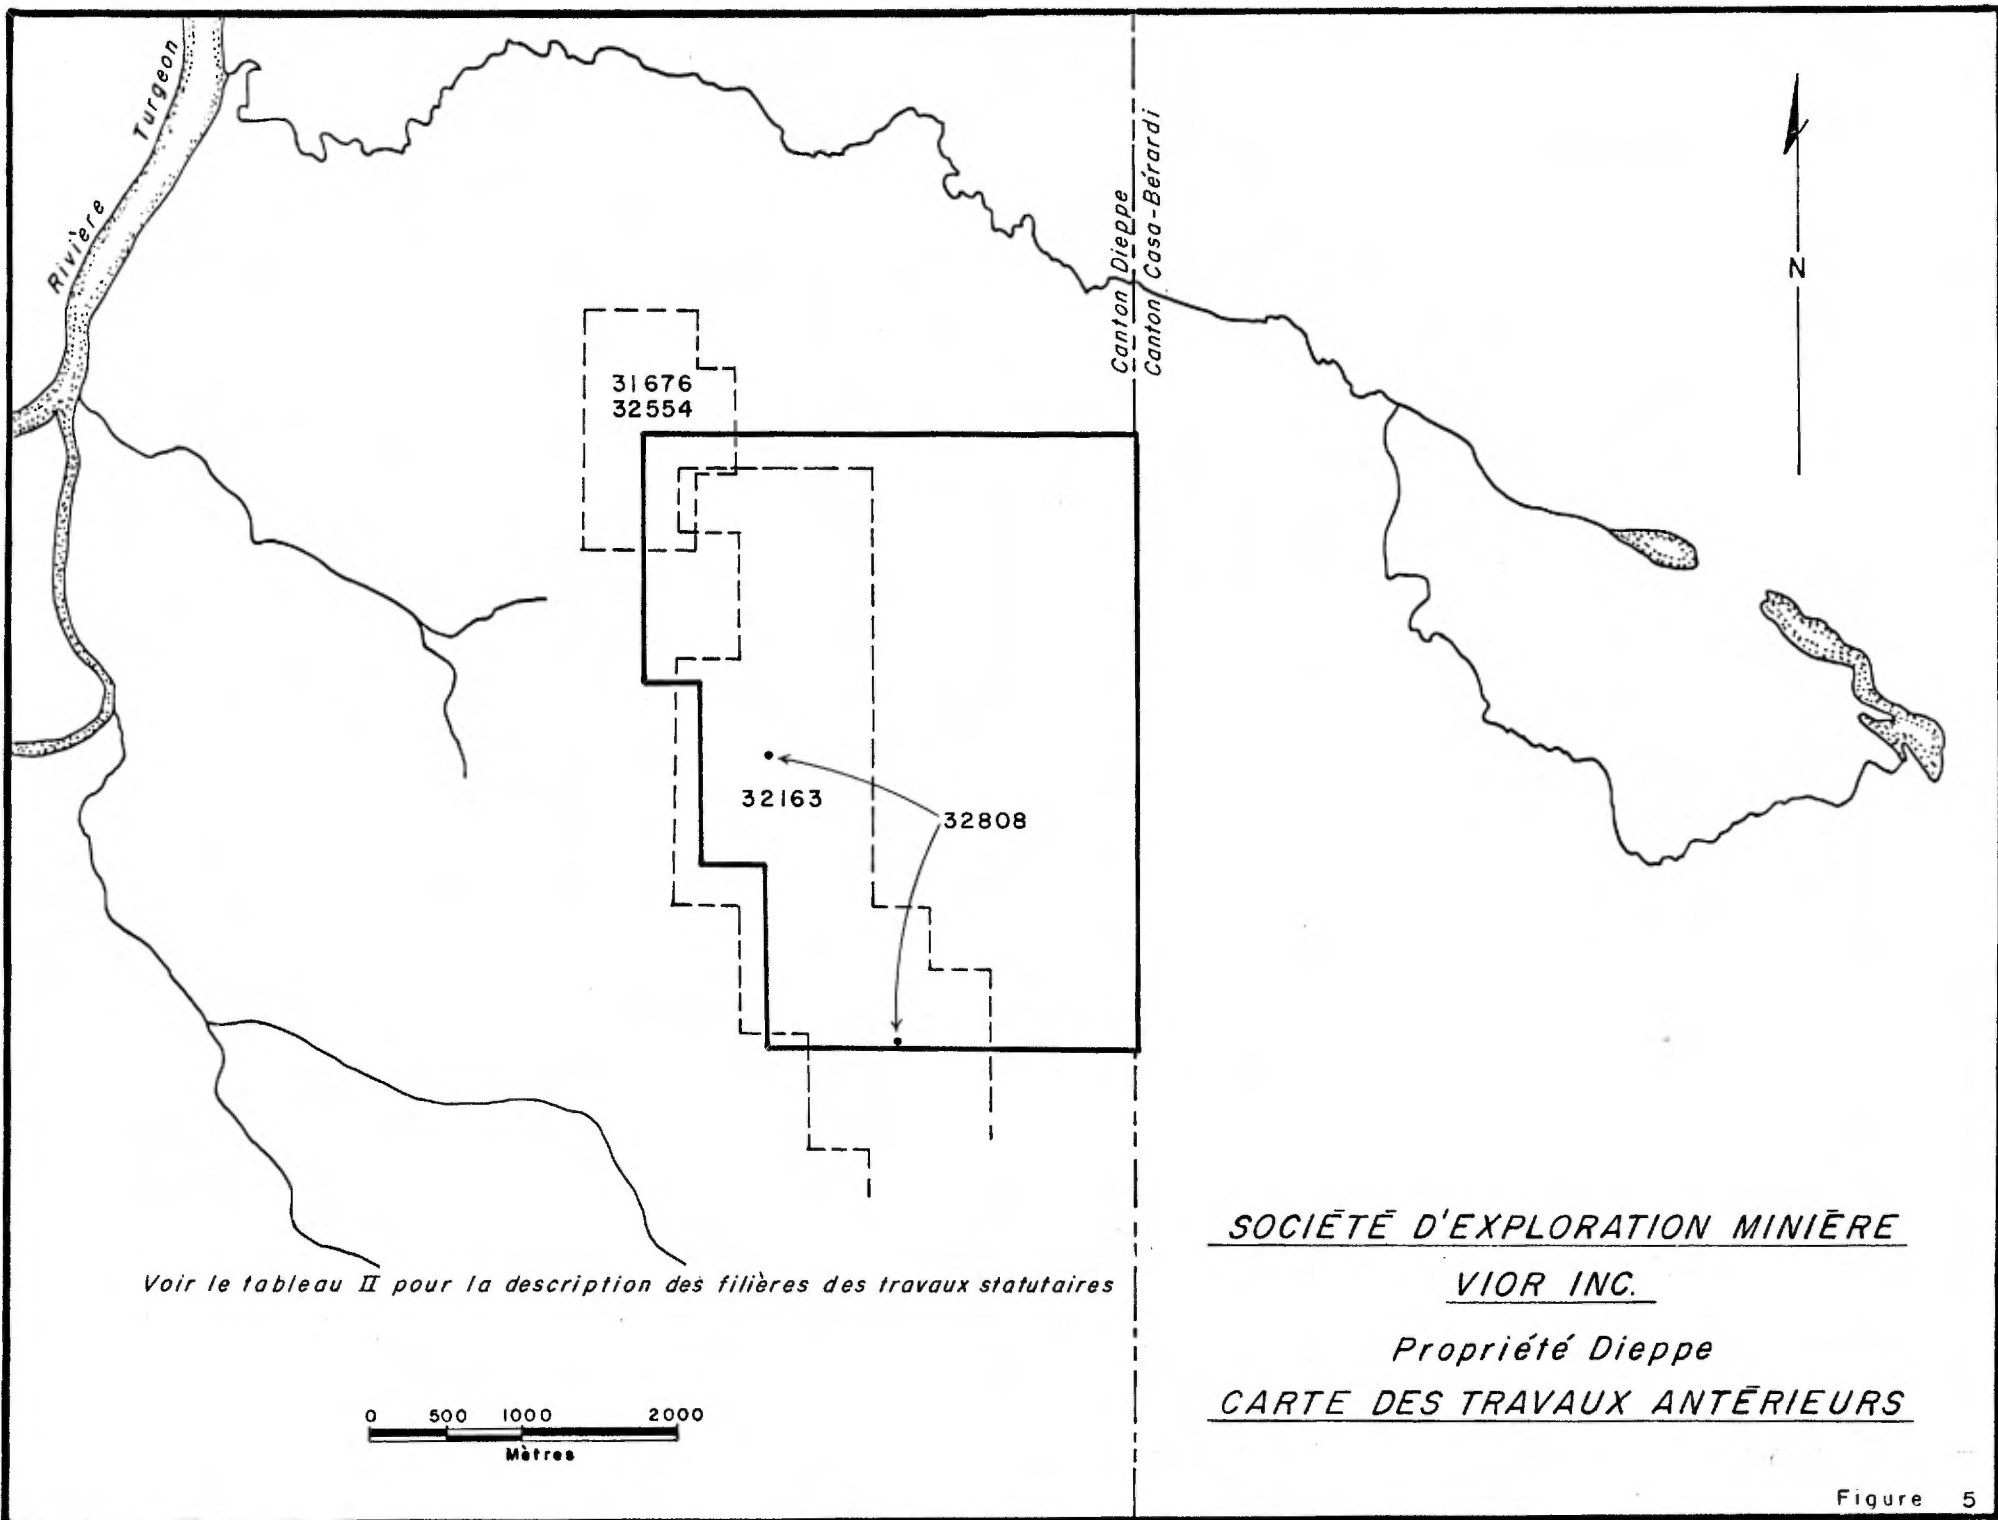 Rivière Turgeon
Canton Dieppe
Canton Casa-Bérardi
N
31676
32554
32163
32808
Voir le tableau II pour la description des filières des travaux statutaires
0 500 1000 2000
Mètres
SOCIÉTÉ D'EXPLORATION MINIÈRE
VIOR INC.
Propriété Dieppe
CARTE DES TRAVAUX ANTÉRIEURS
Figure 5